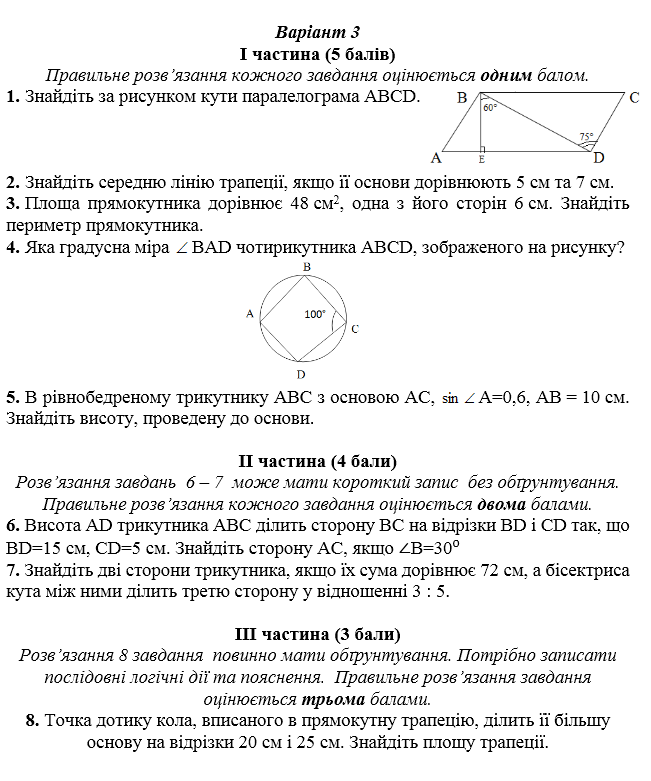 Варіант 3
І частина (5 балів)
Правильне розв’язання кожного завдання оцінюється одним балом.
1. Знайдіть за рисунком кути паралелограма ABCD.
B
C
60°
75°
A
E
D
2. Знайдіть середню лінію трапеції, якщо її основи дорівнюють 5 см та 7 см.
3. Площа прямокутника дорівнює 48 см², одна з його сторін 6 см. Знайдіть
периметр прямокутника.
4. Яка градусна міра ∠ BAD чотирикутника ABCD, зображеного на рисунку?
B
A
100°
C
D
5. В рівнобедреному трикутнику ABC з основою AC, sin ∠ A=0,6, AB = 10 см.
Знайдіть висоту, проведену до основи.
ІІ частина (4 бали)
Розв’язання завдань 6 – 7 може мати короткий запис без обґрунтування.
Правильне розв’язання кожного завдання оцінюється двома балами.
6. Висота AD трикутника ABC ділить сторону BC на відрізки BD і CD так, що
BD=15 см, CD=5 см. Знайдіть сторону AC, якщо ∠B=30⁰
7. Знайдіть дві сторони трикутника, якщо їх сума дорівнює 72 см, а бісектриса
кута між ними ділить третю сторону у відношенні 3 : 5.
ІІІ частина (3 бали)
Розв’язання 8 завдання повинно мати обґрунтування. Потрібно записати
послідовні логічні дії та пояснення. Правильне розв’язання завдання
оцінюється трьома балами.
8. Точка дотику кола, вписаного в прямокутну трапецію, ділить її більшу
основу на відрізки 20 см і 25 см. Знайдіть площу трапеції.